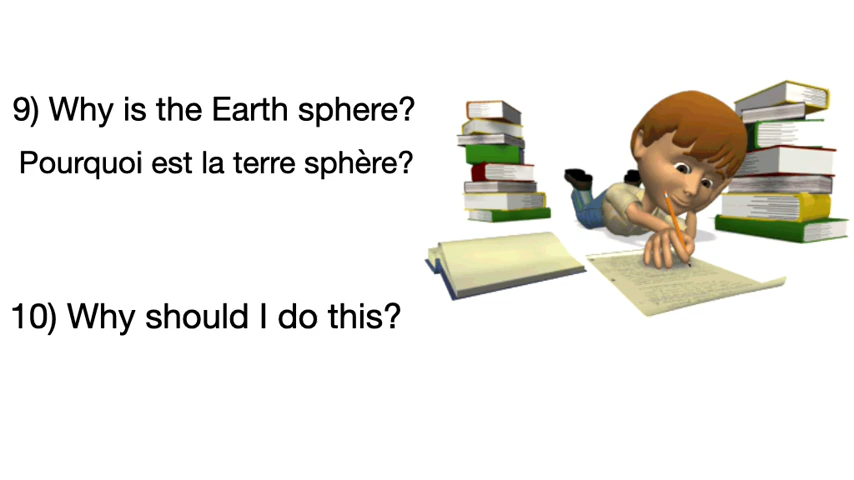 9) Why is the Earth sphere?
Pourquoi est la terre sphère?
10) Why should I do this?